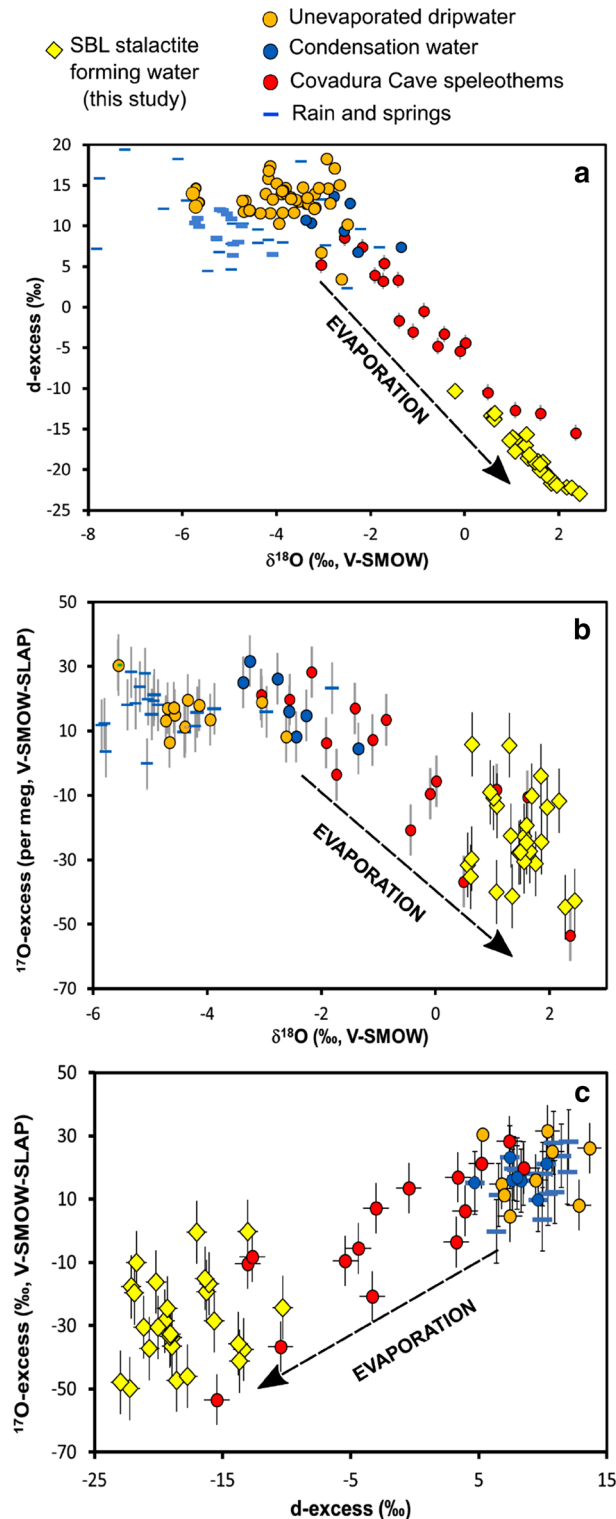 SBL stalactite
forming water
(this study)
Unevaporated dripwater
Condensation water
Covadura Cave speleothems
Rain and springs
a
20
15
10
5
0
-5
-10
-15
-20
-25
d-excess (‰)
EVAPORATION
-8 -6 -4 -2 0 2
δ¹⁸O (‰, V-SMOW)
b
50
30
10
-10
-30
-50
-70
¹⁷O-excess (per meg, V-SMOW-SLAP)
EVAPORATION
-6 -4 -2 0 2
δ¹⁸O (‰, V-SMOW)
c
50
30
10
-10
-30
-50
-70
¹⁷O-excess (‰, V-SMOW-SLAP)
EVAPORATION
-25 -15 -5 5 15
d-excess (‰)